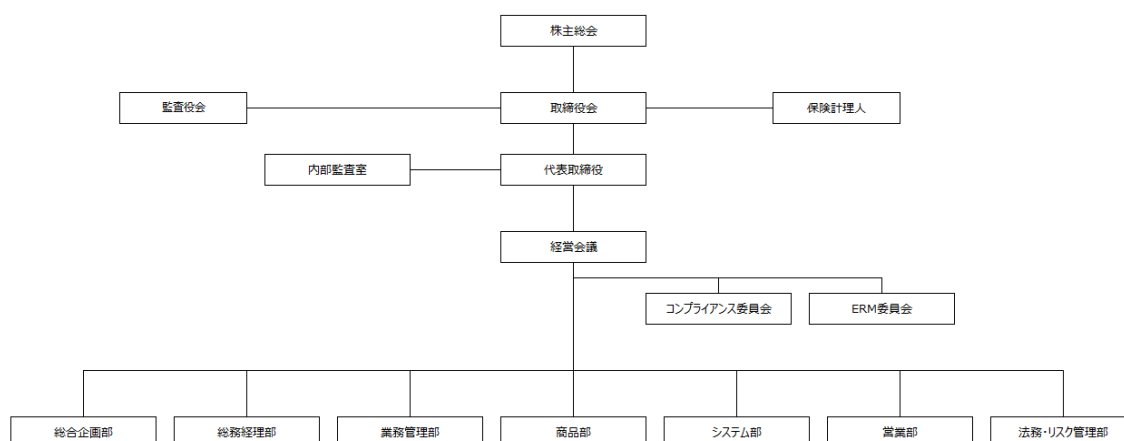 株主総会
監査役会
取締役会
保険計理人
内部監査室
代表取締役
経営会議
コンプライアンス委員会
ERM委員会
総合企画部
総務経理部
業務管理部
商品部
システム部
営業部
法務・リスク管理部